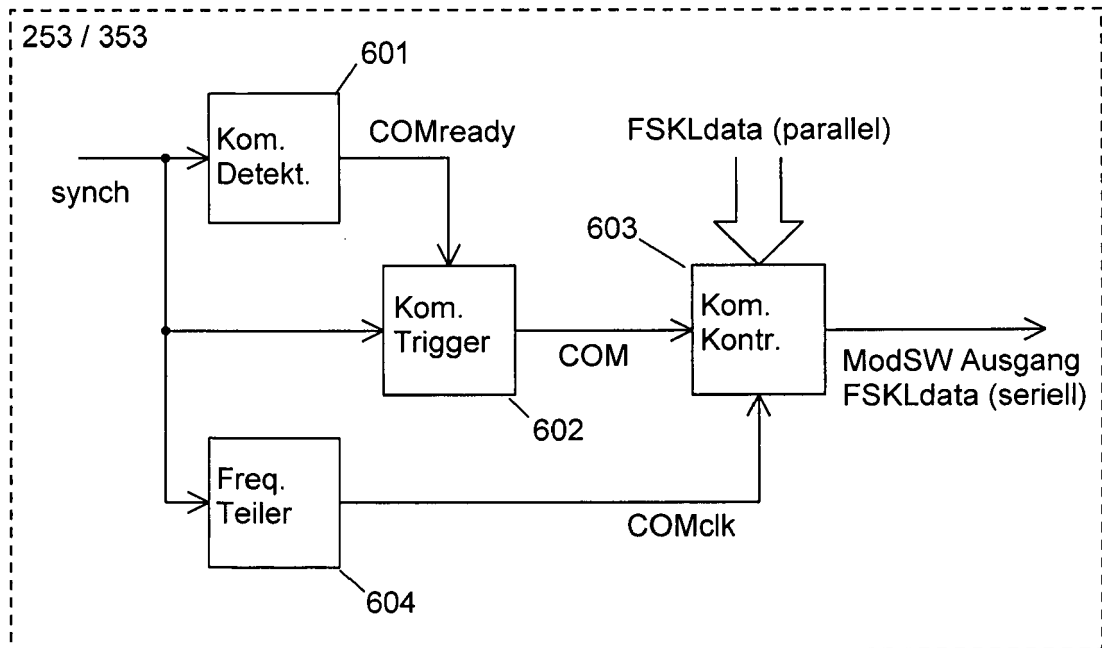 253 / 353
601
Kom.
Detekt.
COMready
FSKLdata (parallel)
synch
603
Kom.
Trigger
COM
Kom.
Kontr.
ModSW Ausgang
FSKLdata (seriell)
602
Freq.
Teiler
COMclk
604